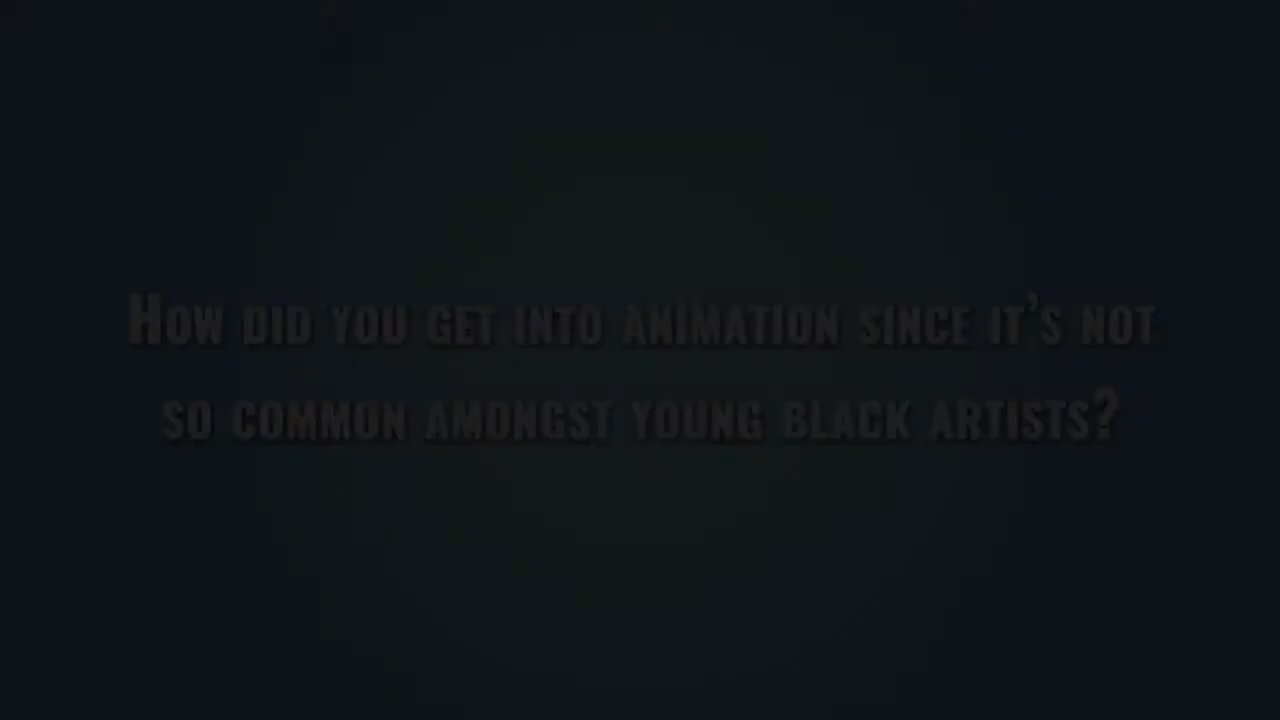 How did you get into animation since it's not
so common amongst young black artists?